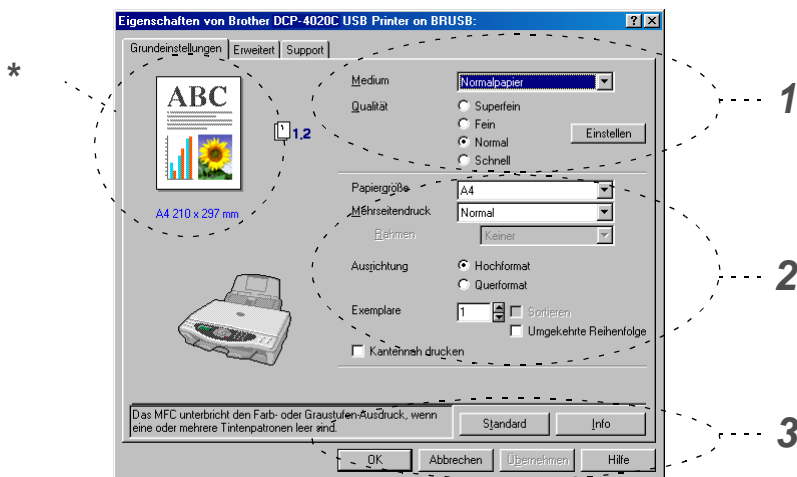 Eigenschaften von Brother DCP-4020C USB Printer on BRUSB:
Grundeinstellungen Erweitert Support
*
ABC
1,2
A4 210 x 297 mm
Medium Normalpapier
Qualität Superfein
Fein
Normal
Schnell
Einstellen
1
Papiergröße A4
Mehrseitendruck Normal
Rahmen Keiner
Ausrichtung Hochformat
Querformat
Exemplare 1 Sortieren
Umgekehrte Reihenfolge
Kantennah drucken
2
Das MFC unterbricht den Farb- oder Graustufen-Ausdruck, wenn
eine oder mehrere Tintenpatronen leer sind.
Standard Info
3
OK Abbrechen Übernehmen Hilfe